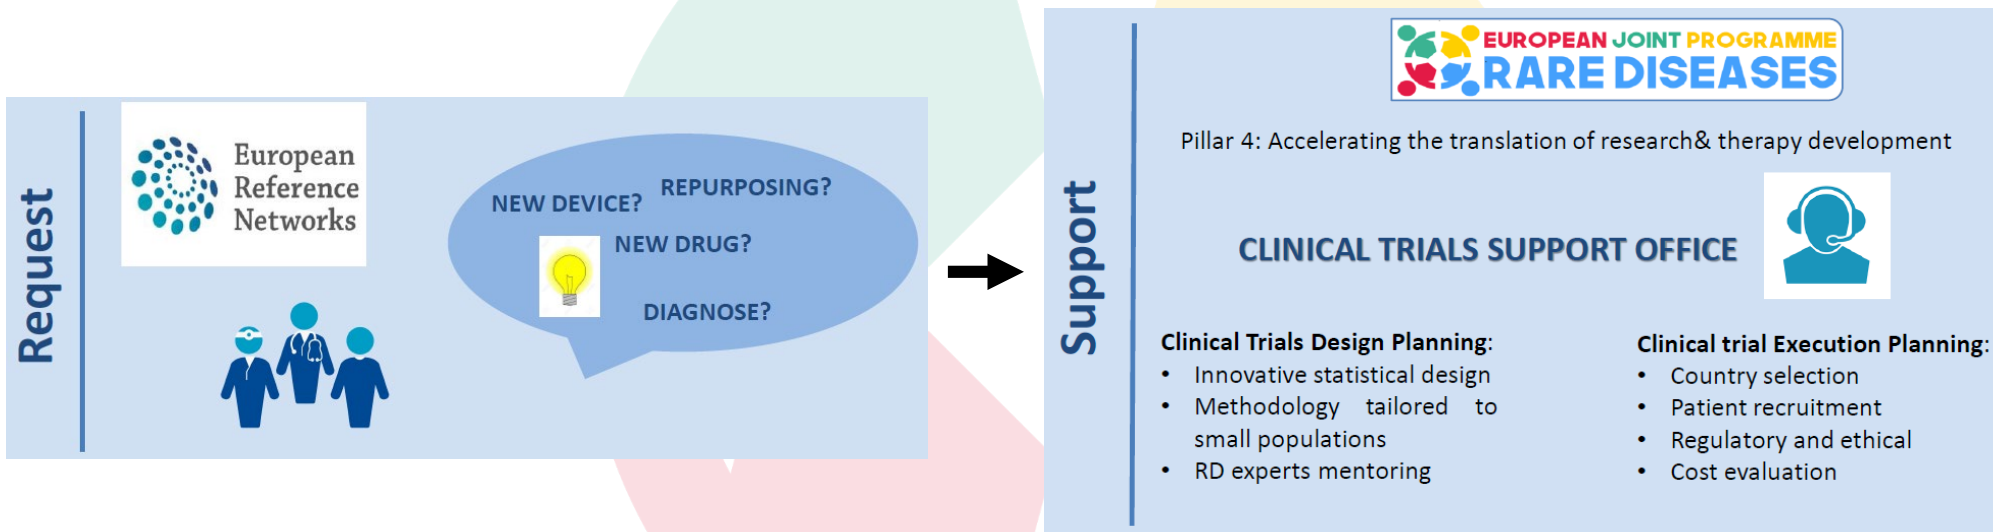 Request
European
Reference
Networks
NEW DEVICE?
REPURPOSING?
NEW DRUG?
DIAGNOSE?
Support
EUROPEAN JOINT PROGRAMME
RARE DISEASES
Pillar 4: Accelerating the translation of research& therapy development
CLINICAL TRIALS SUPPORT OFFICE
Clinical Trials Design Planning:
• Innovative statistical design
• Methodology tailored to
small populations
• RD experts mentoring
Clinical trial Execution Planning:
• Country selection
• Patient recruitment
• Regulatory and ethical
• Cost evaluation